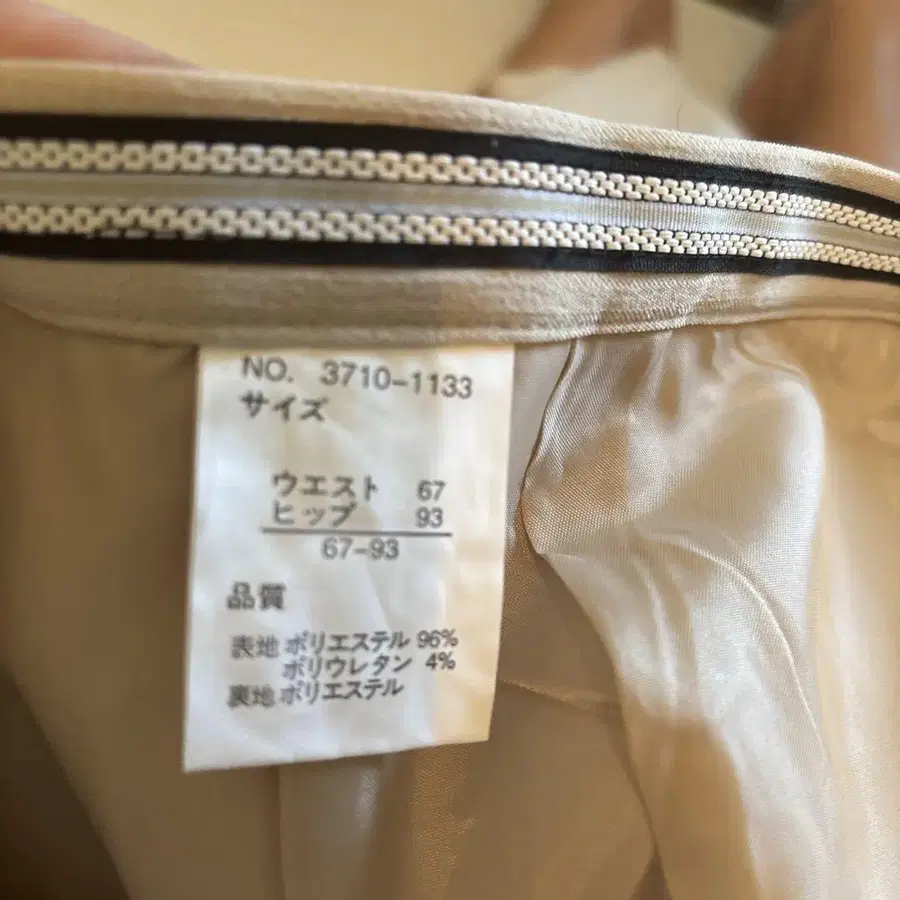 NO. 3710-1133
サイズ
ウエスト 67
ヒップ 93
67-93
品質
表地 ポリエステル 96%
ポリウレタン 4%
裏地 ポリエステル